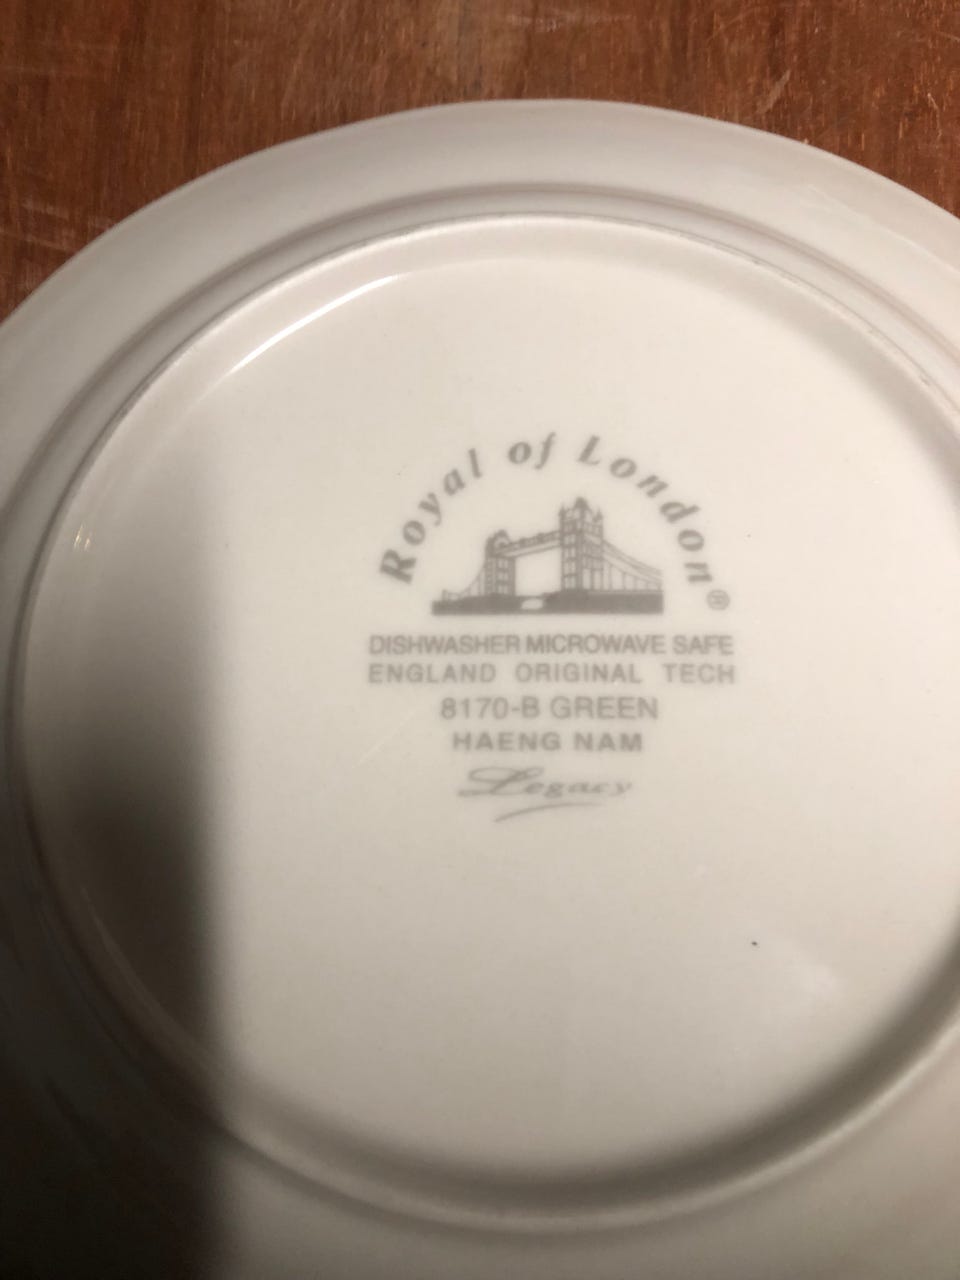 Royal of London®
DISHWASHER MICROWAVE SAFE
ENGLAND ORIGINAL TECH
8170-B GREEN
HAENG NAM
Legacy